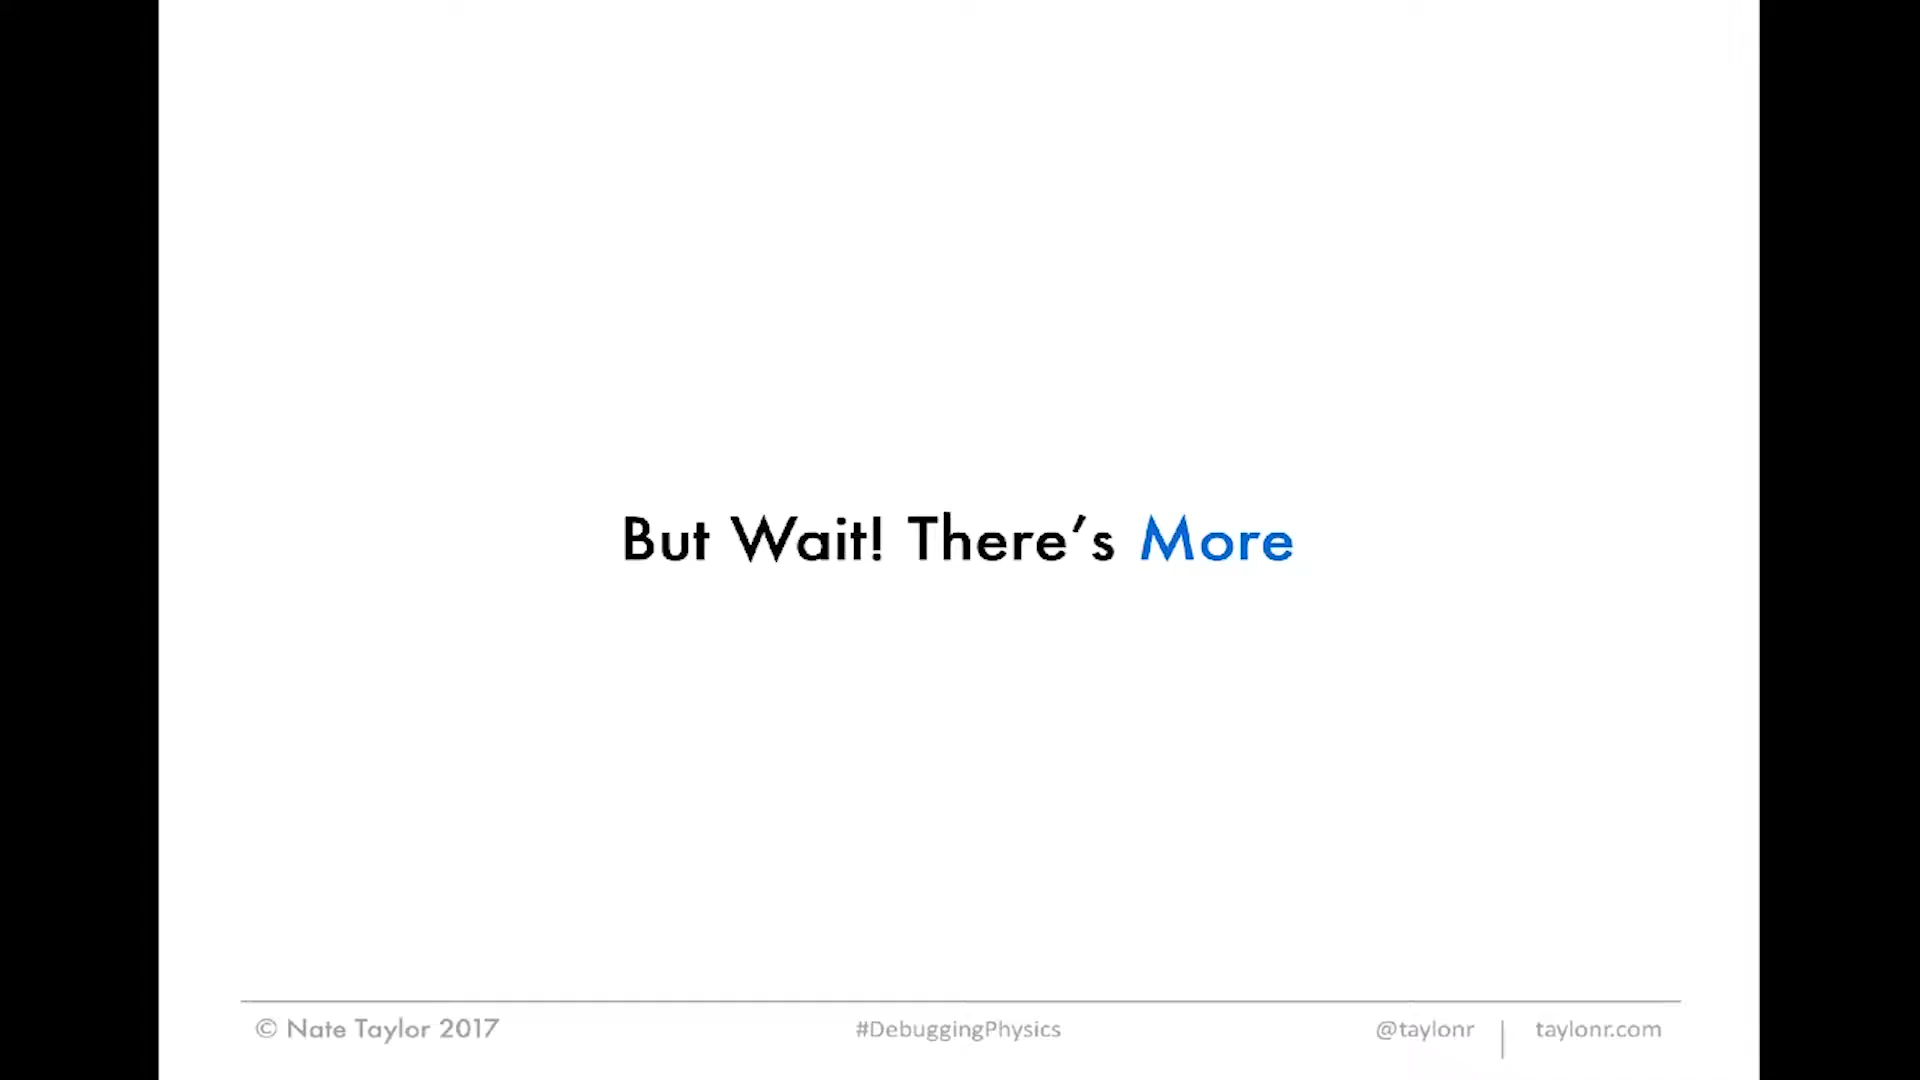 But Wait! There’s More
© Nate Taylor 2017
#DebuggingPhysics
@taylonr | taylonr.com